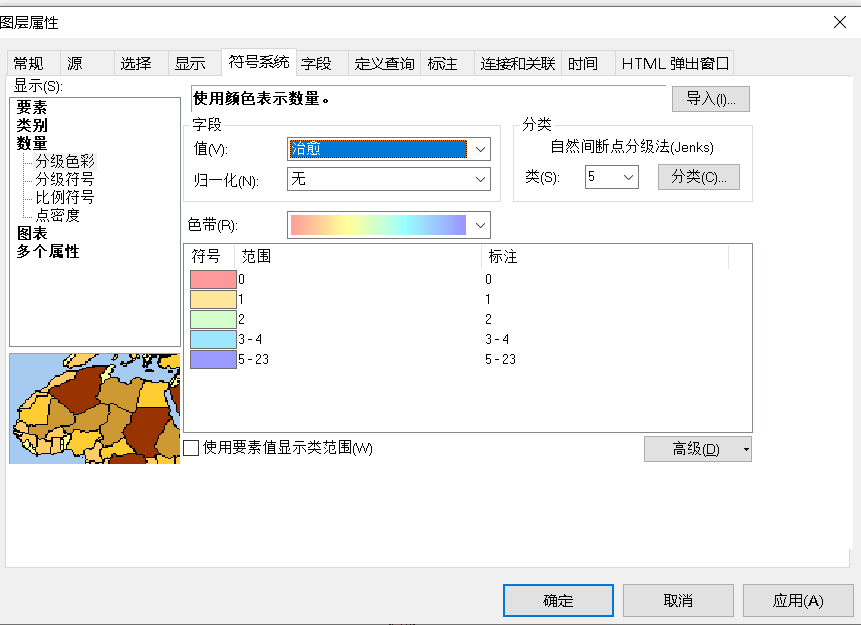 图层属性
常规 源 选择 显示 符号系统 字段 定义查询 标注 连接和关联 时间 HTML 弹出窗口
显示(S):
要素
类别
数量
分级色彩
分级符号
比例符号
点密度
图表
多个属性
使用颜色表示数量。
导入(I)...
字段
值(V):
治愈
归一化(N):
无
分类
自然间断点分级法(Jenks)
类(S):
5
分类(C)...
色带(R):
符号 范围 标注
0 0
1 1
2 2
3 - 4 3 - 4
5 - 23 5 - 23
使用要素值显示类范围(W)
高级(D)
确定 取消 应用(A)